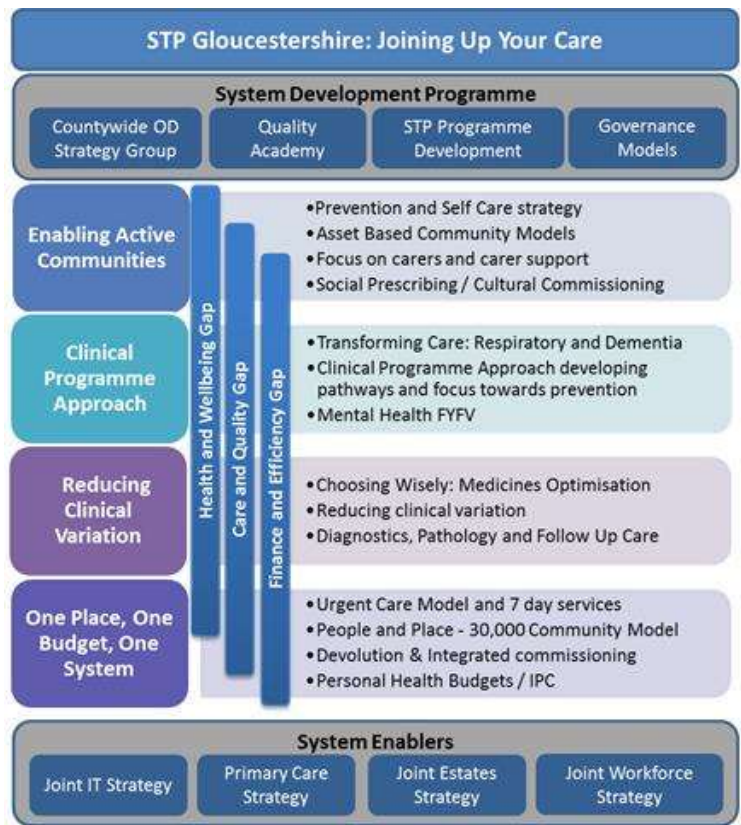 STP Gloucestershire: Joining Up Your Care
System Development Programme
Countywide OD
Strategy Group
Quality
Academy
STP Programme
Development
Governance
Models
Enabling Active
Communities
•Prevention and Self Care strategy
•Asset Based Community Models
•Focus on carers and carer support
•Social Prescribing / Cultural Commissioning
Clinical
Programme
Approach
•Transforming Care: Respiratory and Dementia
•Clinical Programme Approach developing
pathways and focus towards prevention
•Mental Health FYFV
Reducing
Clinical
Variation
•Choosing Wisely: Medicines Optimisation
•Reducing clinical variation
•Diagnostics, Pathology and Follow Up Care
One Place, One
Budget, One
System
•Urgent Care Model and 7 day services
•People and Place - 30,000 Community Model
•Devolution & Integrated commissioning
•Personal Health Budgets / IPC
Health and Wellbeing Gap
Care and Quality Gap
Finance and Efficiency Gap
System Enablers
Joint IT Strategy
Primary Care
Strategy
Joint Estates
Strategy
Joint Workforce
Strategy